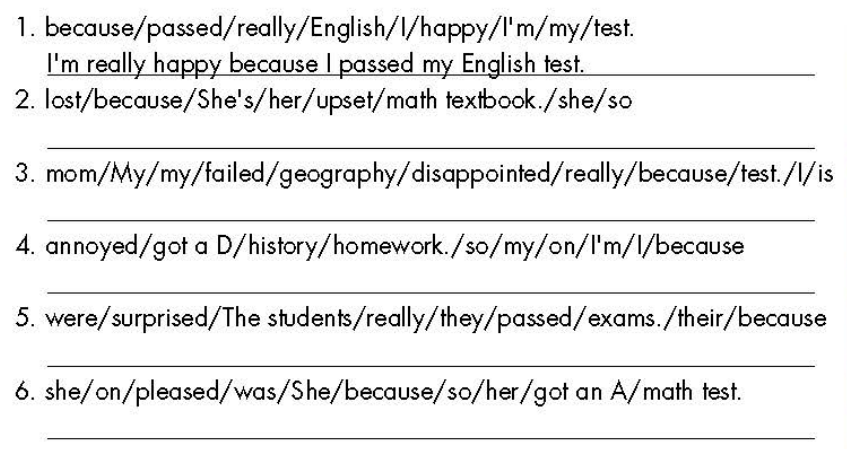 1. because/passed/really/English/I/happy/I'm/my/test.
I'm really happy because I passed my English test.
2. lost/because/She's/her/upset/math textbook./she/so
3. mom/My/my/failed/geography/disappointed/really/because/test./I/is
4. annoyed/got a D/history/homework./so/my/on/I'm/I/because
5. were/surprised/The students/really/they/passed/exams./their/because
6. she/on/pleased/was/She/because/so/her/got an A/math test.